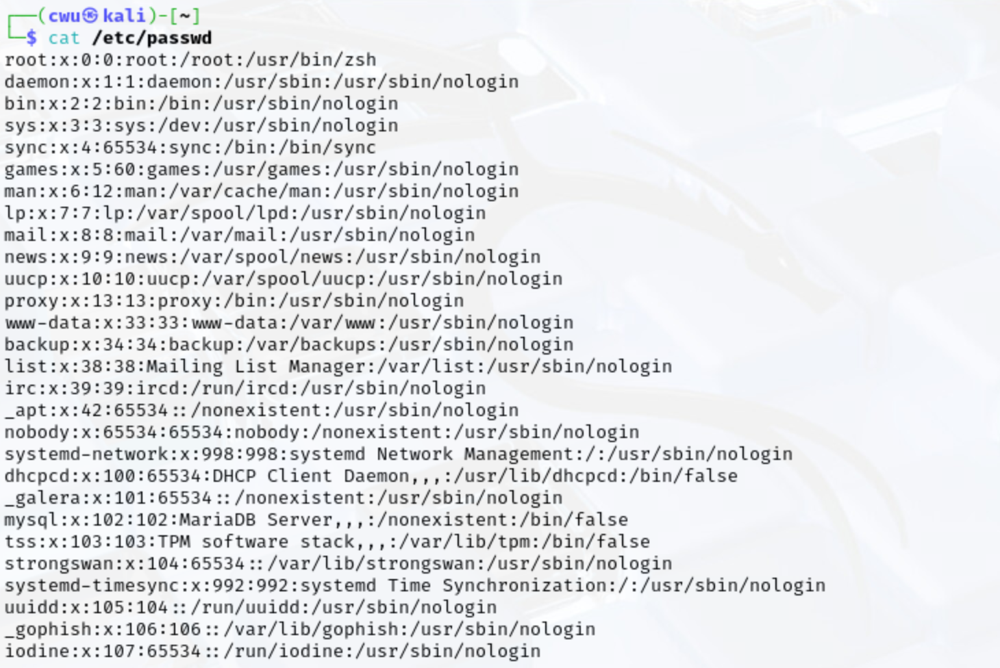 ┌──(cwu㉿kali)-[~]
└─$ cat /etc/passwd
root:x:0:0:root:/root:/usr/bin/zsh
daemon:x:1:1:daemon:/usr/sbin:/usr/sbin/nologin
bin:x:2:2:bin:/bin:/usr/sbin/nologin
sys:x:3:3:sys:/dev:/usr/sbin/nologin
sync:x:4:65534:sync:/bin:/bin/sync
games:x:5:60:games:/usr/games:/usr/sbin/nologin
man:x:6:12:man:/var/cache/man:/usr/sbin/nologin
lp:x:7:7:lp:/var/spool/lpd:/usr/sbin/nologin
mail:x:8:8:mail:/var/mail:/usr/sbin/nologin
news:x:9:9:news:/var/spool/news:/usr/sbin/nologin
uucp:x:10:10:uucp:/var/spool/uucp:/usr/sbin/nologin
proxy:x:13:13:proxy:/bin:/usr/sbin/nologin
www-data:x:33:33:www-data:/var/www:/usr/sbin/nologin
backup:x:34:34:backup:/var/backups:/usr/sbin/nologin
list:x:38:38:Mailing List Manager:/var/list:/usr/sbin/nologin
irc:x:39:39:ircd:/run/ircd:/usr/sbin/nologin
_apt:x:42:65534::/nonexistent:/usr/sbin/nologin
nobody:x:65534:65534:nobody:/nonexistent:/usr/sbin/nologin
systemd-network:x:998:998:systemd Network Management:/:/usr/sbin/nologin
dhcpcd:x:100:65534:DHCP Client Daemon,,,:/usr/lib/dhcpcd:/bin/false
_galera:x:101:65534::/nonexistent:/usr/sbin/nologin
mysql:x:102:102:MariaDB Server,,,:/nonexistent:/bin/false
tss:x:103:103:TPM software stack,,,:/var/lib/tpm:/bin/false
strongswan:x:104:65534::/var/lib/strongswan:/usr/sbin/nologin
systemd-timesync:x:992:992:systemd Time Synchronization:/:/usr/sbin/nologin
uuidd:x:105:104::/run/uuidd:/usr/sbin/nologin
_gophish:x:106:106::/var/lib/gophish:/usr/sbin/nologin
iodine:x:107:65534::/run/iodine:/usr/sbin/nologin